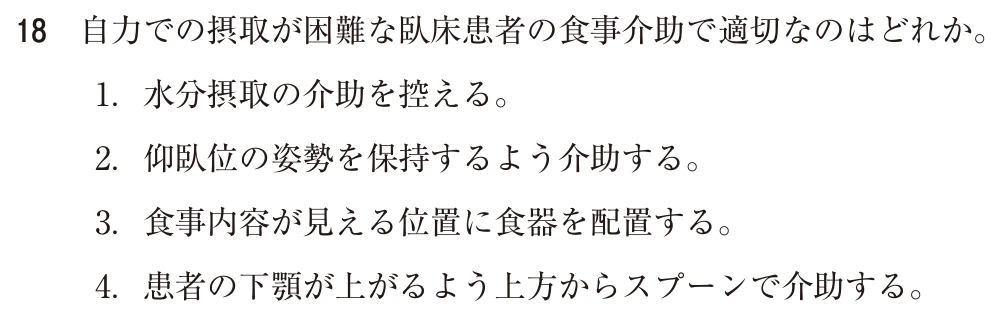 18 自力での摂取が困難な臥床患者の食事介助で適切なのはどれか。
1. 水分摂取の介助を控える。
2. 仰臥位の姿勢を保持するよう介助する。
3. 食事内容が見える位置に食器を配置する。
4. 患者の下顎が上がるよう上方からスプーンで介助する。